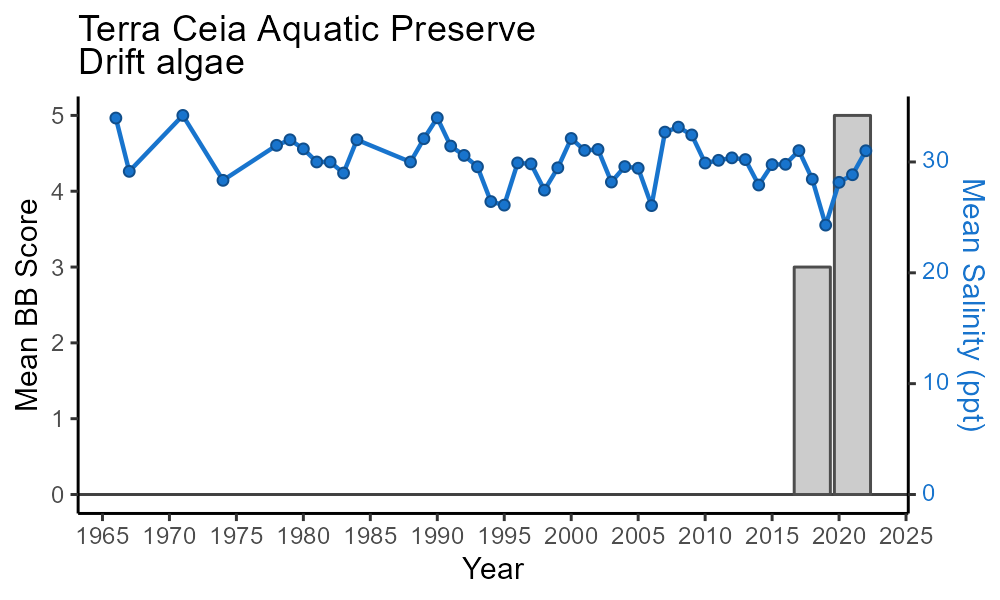 Terra Ceia Aquatic Preserve
Drift algae
Mean BB Score
5
4
3
2
1
0
30
20
10
0
Mean Salinity (ppt)
1965 1970 1975 1980 1985 1990 1995 2000 2005 2010 2015 2020 2025
Year